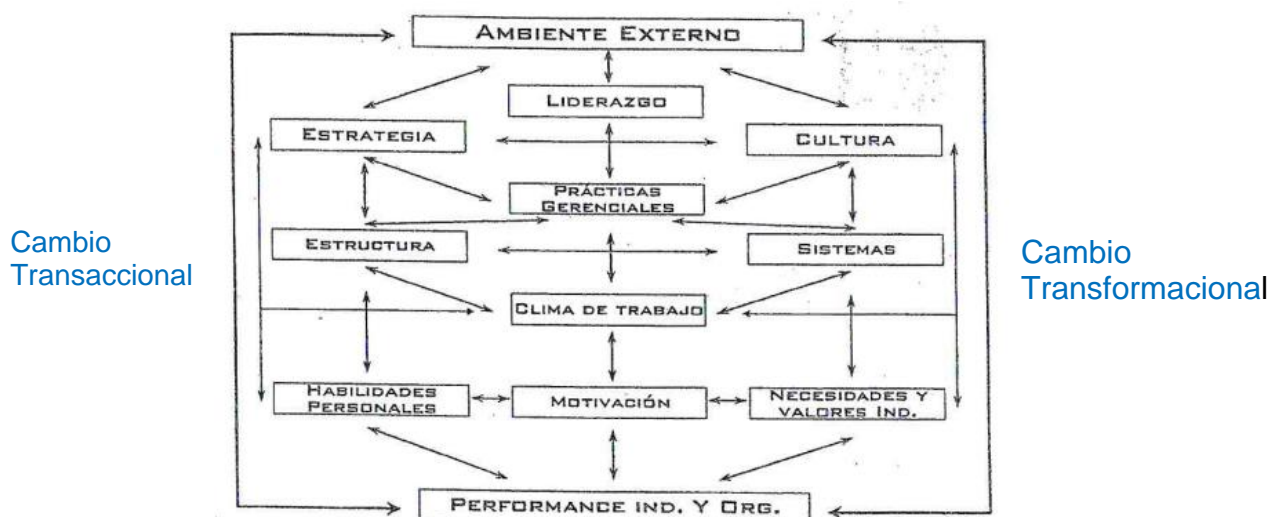 AMBIENTE EXTERNO
LIDERAZGO
ESTRATEGIA
CULTURA
PRÁCTICAS
GERENCIALES
ESTRUCTURA
SISTEMAS
Cambio
Transaccional
Cambio
Transformacional
CLIMA DE TRABAJO
HABILIDADES
PERSONALES
MOTIVACIÓN
NECESIDADES Y
VALORES IND.
PERFORMANCE IND. Y ORG.